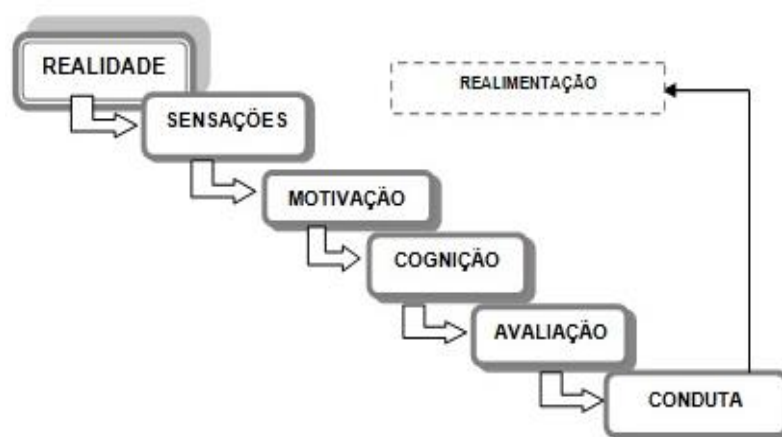 REALIDADE
REALIMENTAÇÃO
SENSAÇÕES
MOTIVAÇÃO
COGNIÇÃO
AVALIAÇÃO
CONDUTA